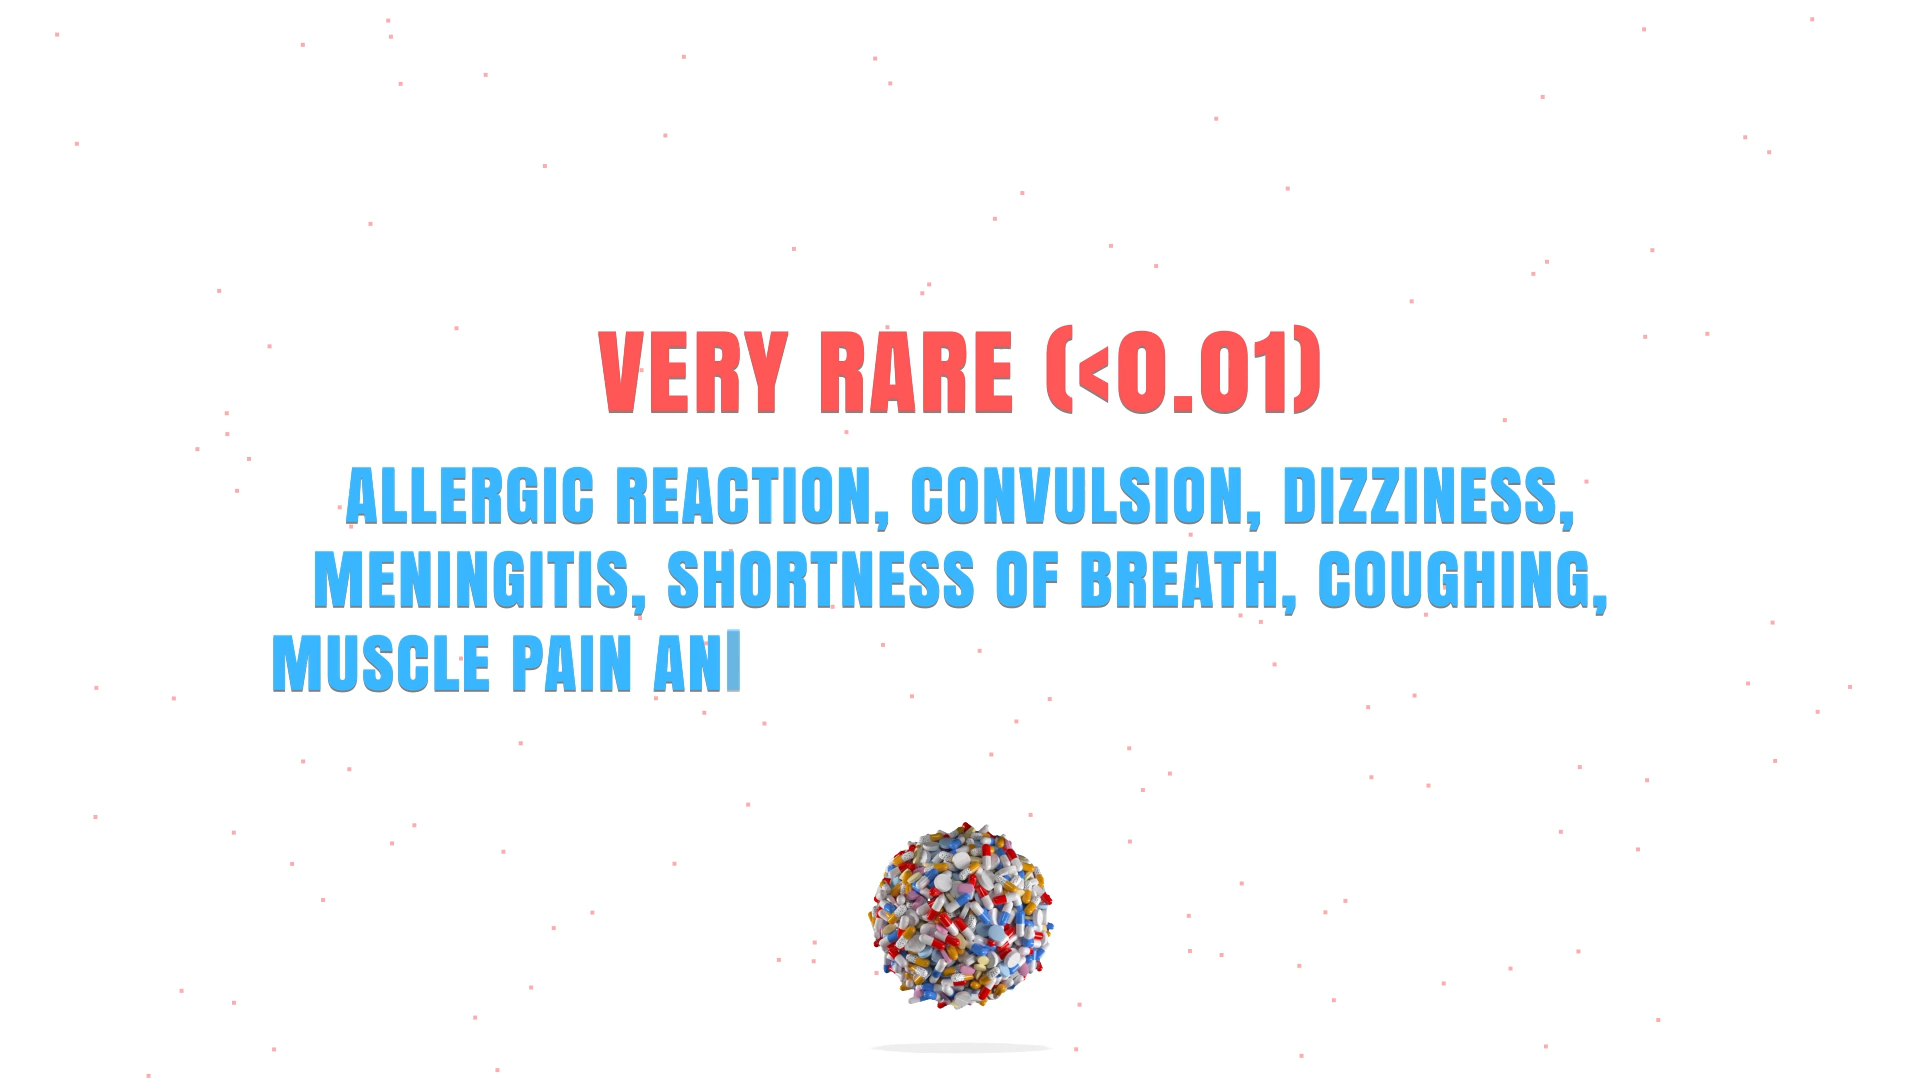 VERY RARE (<0.01)
ALLERGIC REACTION, CONVULSION, DIZZINESS,
MENINGITIS, SHORTNESS OF BREATH, COUGHING,
MUSCLE PAIN AN